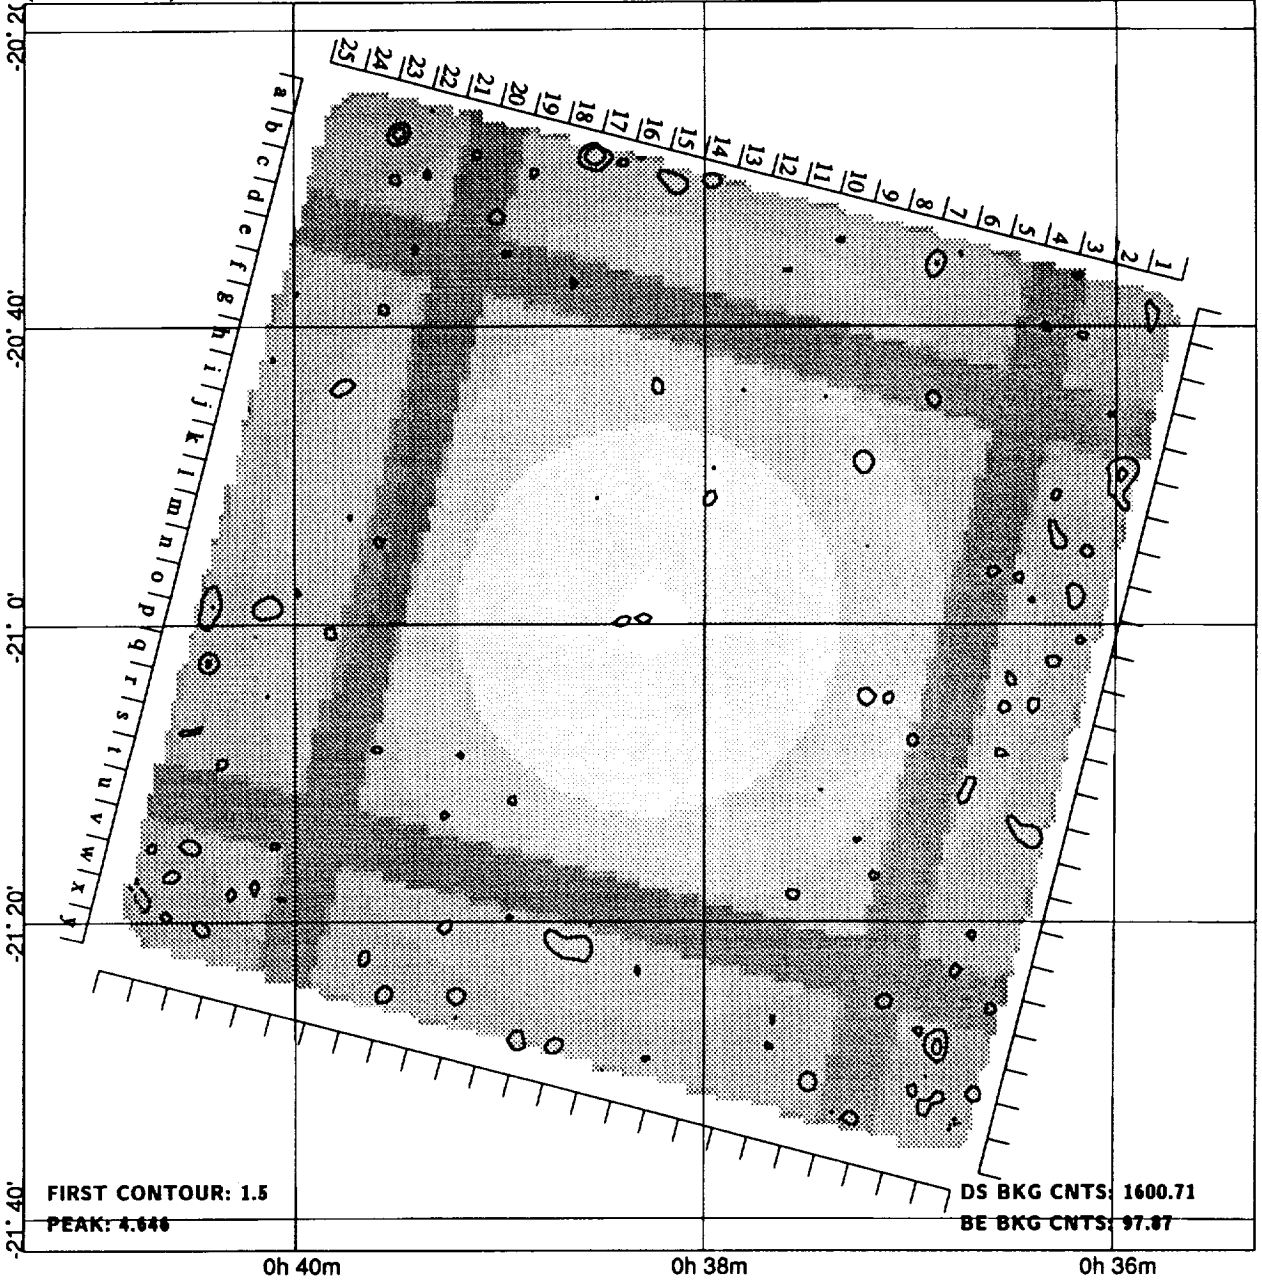 -20° 20'
25 24 23 22 21 20 19 18 17 16 15 14 13 12 11 10 9 8 7 6 5 4 3 2 1
a b c d e f g h i j k l m n o p q r s t u v w x y
-20° 40'
-21° 0'
-21° 20'
-21° 40'
FIRST CONTOUR: 1.5
PEAK: 4.646
DS BKG CNTS: 1600.71
BE BKG CNTS: 97.87
0h 40m 0h 38m 0h 36m